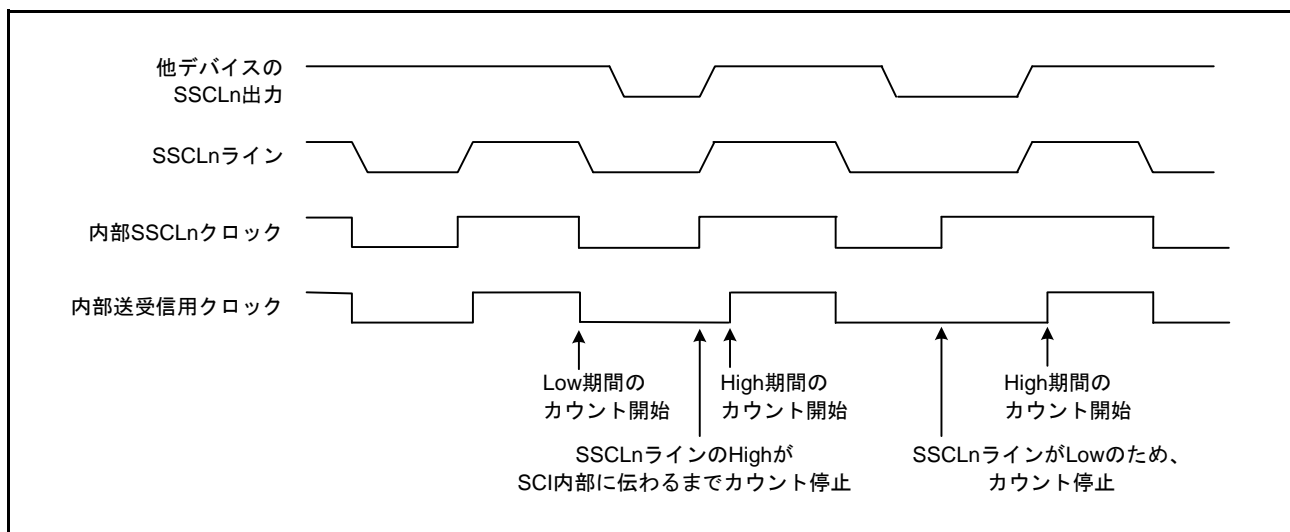 他デバイスの
SSCLn出力
SSCLnライン
内部SSCLnクロック
内部送受信用クロック
Low期間の
カウント開始
High期間の
カウント開始
High期間の
カウント開始
SSCLnラインのHighが
SCI内部に伝わるまでカウント停止
SSCLnラインがLowのため、
カウント停止